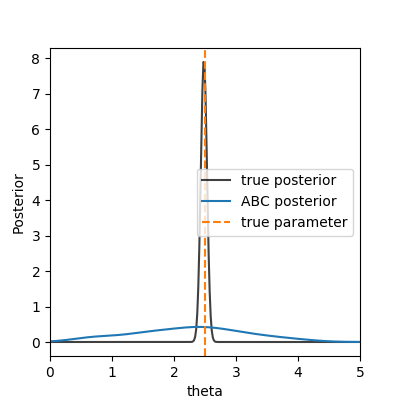 8
7
6
5
4
3
2
1
0
Posterior
true posterior
ABC posterior
true parameter
0 1 2 3 4 5
theta